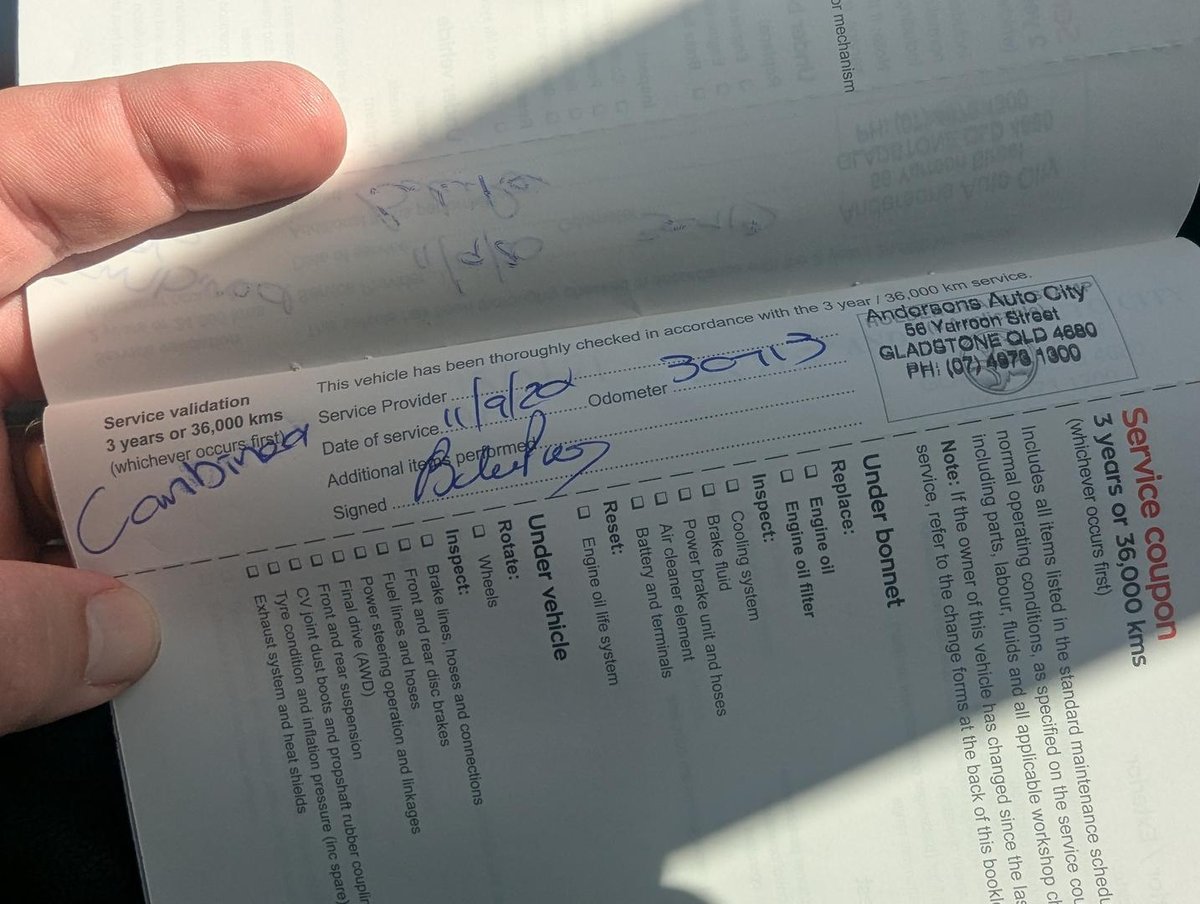 or mechanism
This vehicle has been thoroughly checked in accordance with the 3 year / 36,000 km service.
Service validation
3 years or 36,000 kms
(whichever occurs first)
Combined
Service Provider
Date of service 11/9/20 Odometer 30713
Additional items performed
Signed
Andersons Auto City
56 Yarroon Street
GLADSTONE QLD 4680
PH: (07) 4973 1300
Service coupon
3 years or 36,000 kms
(whichever occurs first)
Includes all items listed in the standard maintenance schedu
normal operating conditions, as specified on the service cou
including parts, labour, fluids and all applicable workshop ch
Note: If the owner of this vehicle has changed since the las
service, refer to the change forms at the back of this bookle
Under bonnet
Replace:
Engine oil
Engine oil filter
Inspect:
Cooling system
Brake fluid
Power brake unit and hoses
Air cleaner element
Battery and terminals
Reset:
Engine oil life system
Under vehicle
Rotate:
Wheels
Inspect:
Brake lines, hoses and connections
Front and rear disc brakes
Fuel lines and hoses
Power steering operation and linkages
Final drive (AWD)
Front and rear suspension
CV joint dust boots and propshaft rubber couplin
Tyre condition and inflation pressure (inc spare)
Exhaust system and heat shields